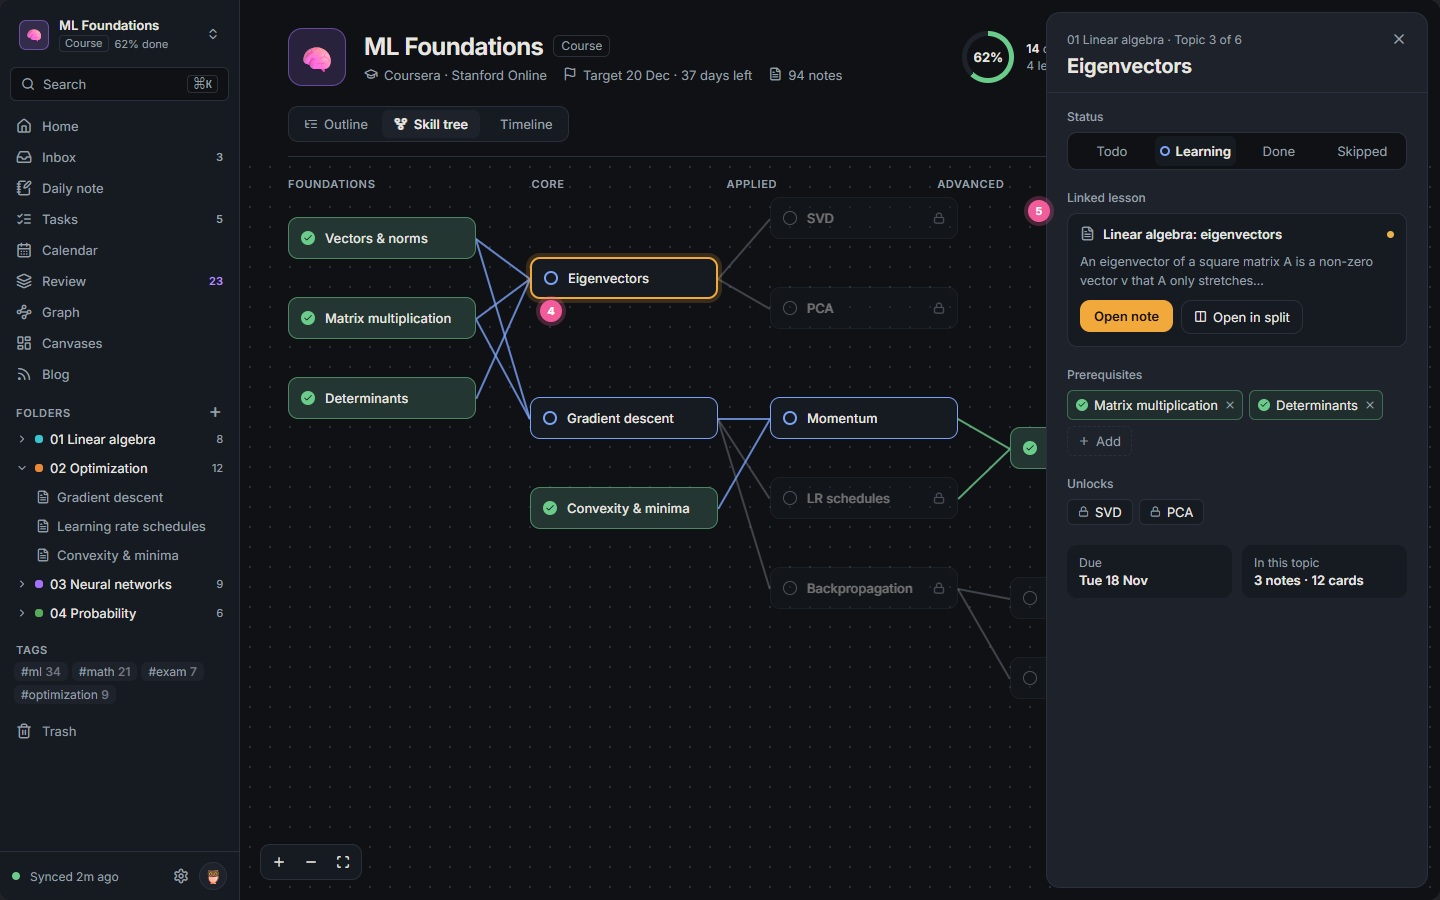 ML Foundations
Course 62% done
Search ⌘K
Home
Inbox 3
Daily note
Tasks 5
Calendar
Review 23
Graph
Canvases
Blog
FOLDERS +
01 Linear algebra 8
02 Optimization 12
Gradient descent
Learning rate schedules
Convexity & minima
03 Neural networks 9
04 Probability 6
TAGS
#ml 34 #math 21 #exam 7
#optimization 9
Trash
Synced 2m ago
ML Foundations Course
Coursera · Stanford Online Target 20 Dec · 37 days left 94 notes
62%
14
4 le
Outline Skill tree Timeline
FOUNDATIONS CORE APPLIED ADVANCED
Vectors & norms
Matrix multiplication
Determinants
Eigenvectors
4
Gradient descent
Convexity & minima
SVD
PCA
Momentum
LR schedules
Backpropagation
5
01 Linear algebra · Topic 3 of 6
Eigenvectors
Status
Todo Learning Done Skipped
Linked lesson
Linear algebra: eigenvectors
An eigenvector of a square matrix A is a non-zero
vector v that A only stretches...
Open note Open in split
Prerequisites
Matrix multiplication × Determinants ×
+ Add
Unlocks
SVD PCA
Due
Tue 18 Nov
In this topic
3 notes · 12 cards